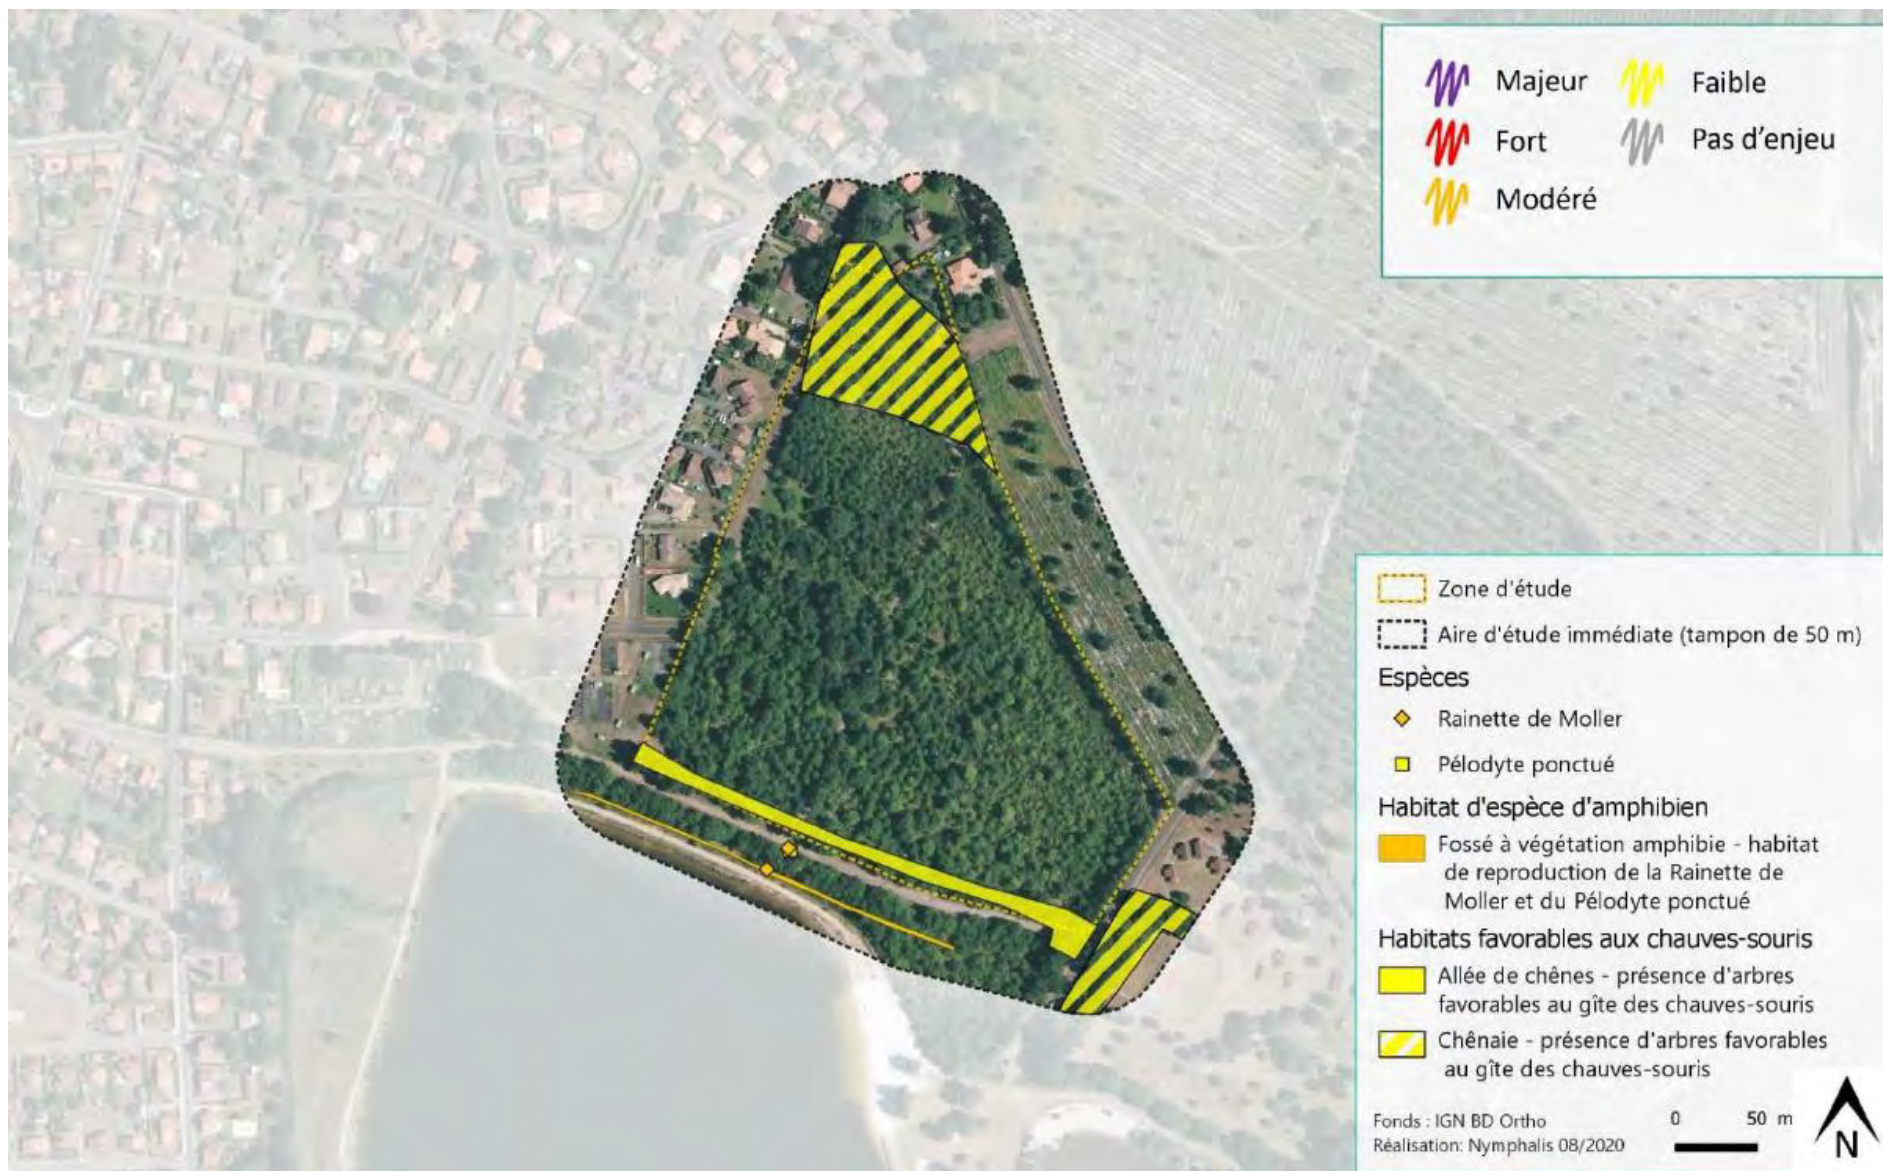 Majeur
Faible
Fort
Pas d'enjeu
Modéré
Zone d'étude
Aire d'étude immédiate (tampon de 50 m)
Espèces
Rainette de Moller
Pélodyte ponctué
Habitat d'espèce d'amphibien
Fossé à végétation amphibie - habitat
de reproduction de la Rainette de
Moller et du Pélodyte ponctué
Habitats favorables aux chauves-souris
Allée de chênes - présence d'arbres
favorables au gîte des chauves-souris
Chênaie - présence d'arbres favorables
au gîte des chauves-souris
Fonds : IGN BD Ortho
Réalisation: Nymphalis 08/2020
0 50 m
N